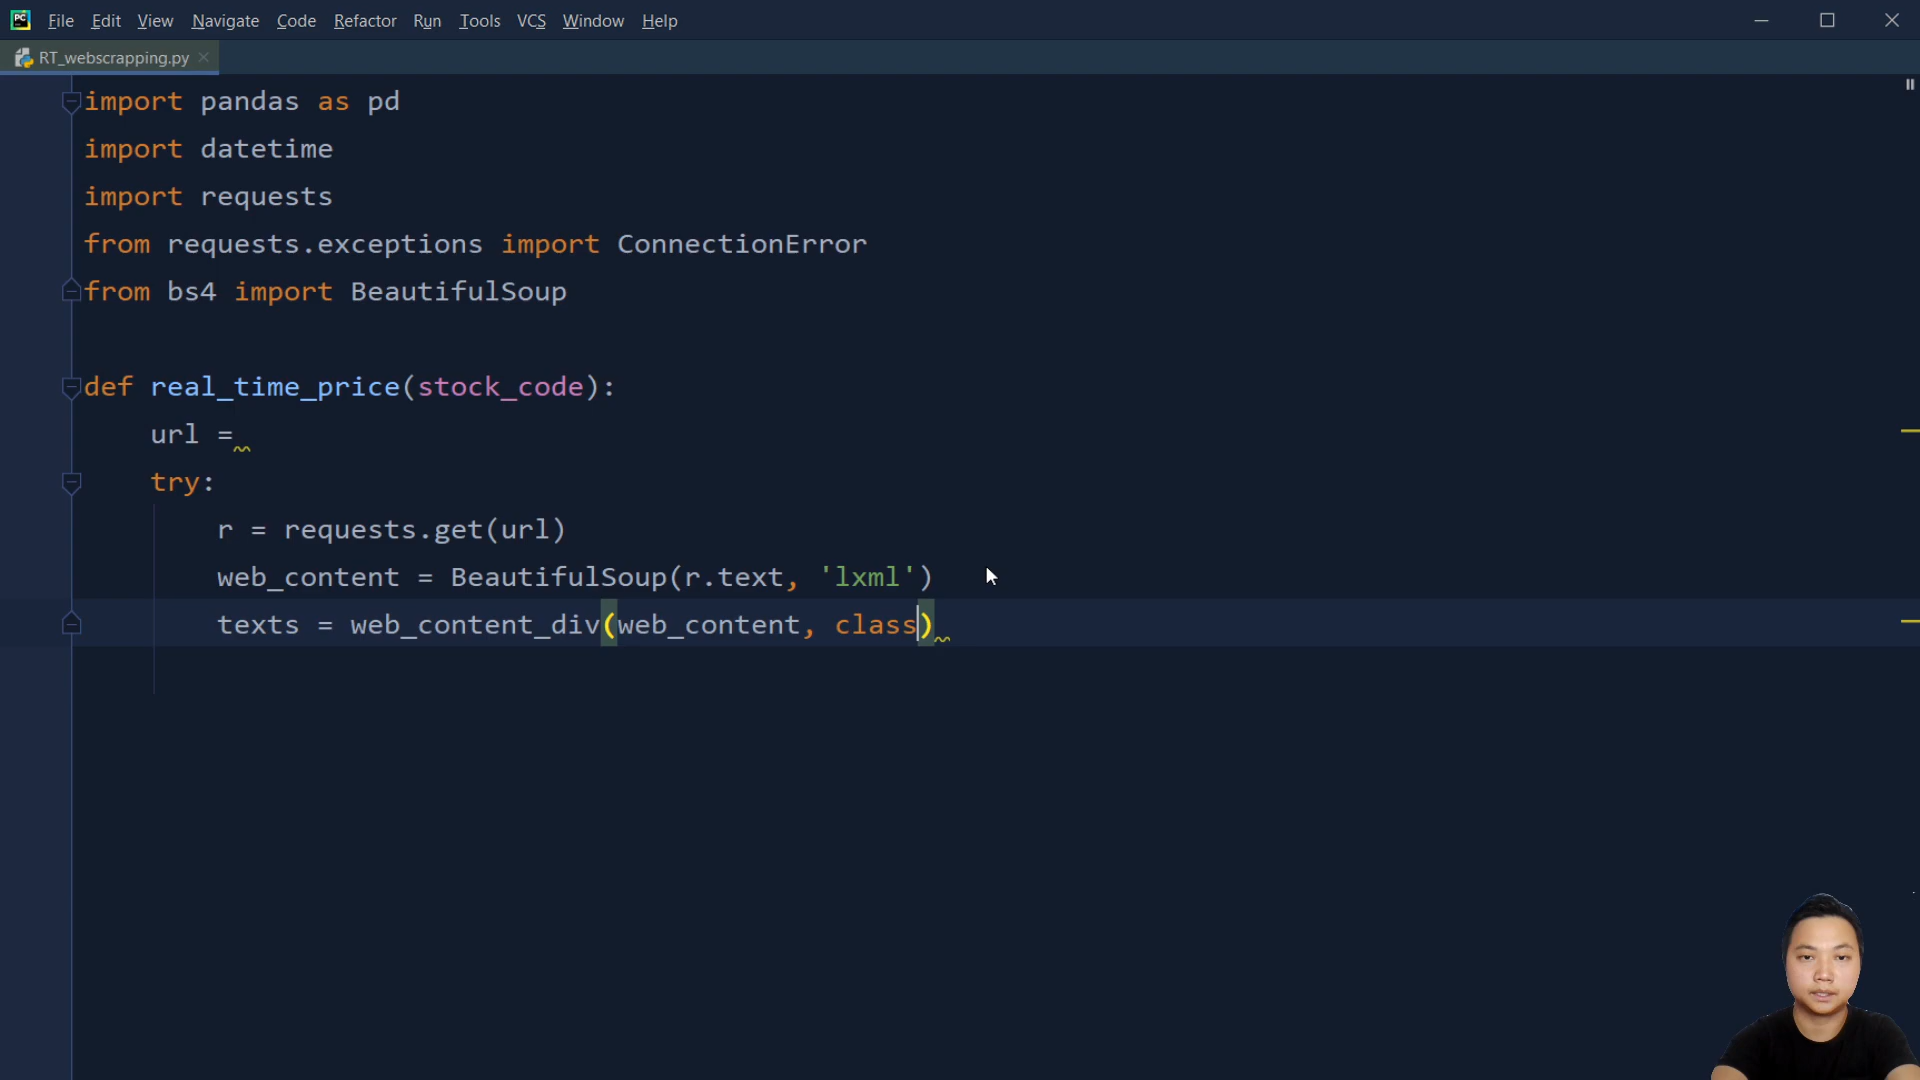 PC
File Edit View Navigate Code Refactor Run Tools VCS Window Help
RT_webscrapping.py
import pandas as pd
import datetime
import requests
from requests.exceptions import ConnectionError
from bs4 import BeautifulSoup
def real_time_price(stock_code):
url =
try:
r = requests.get(url)
web_content = BeautifulSoup(r.text, 'lxml')
texts = web_content_div(web_content, class)